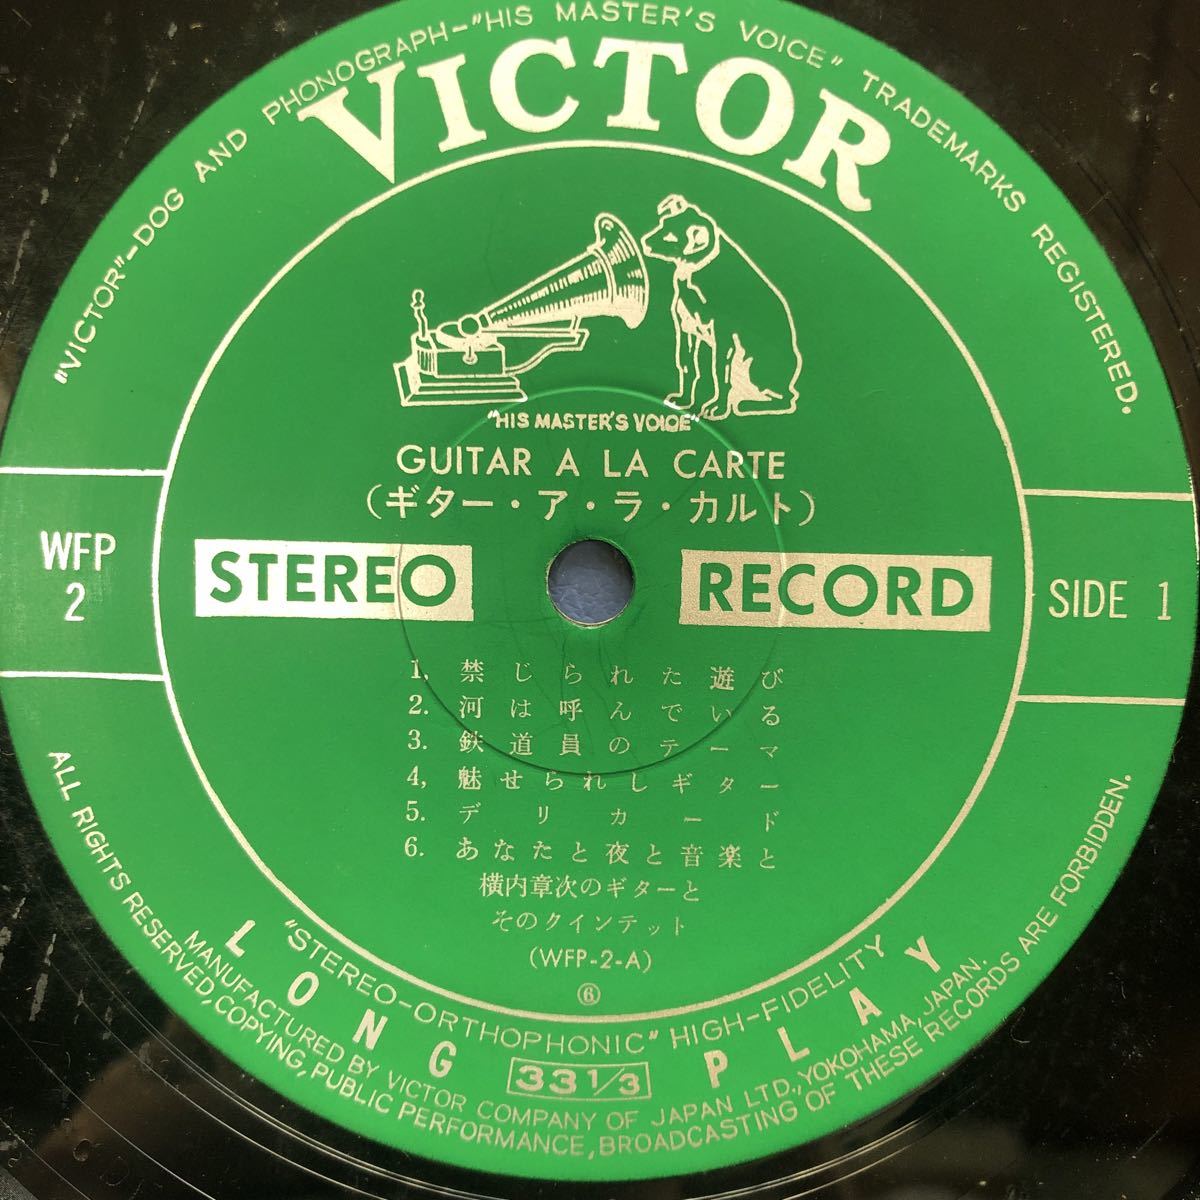 "VICTOR"-DOG AND PHONOGRAPH-"HIS MASTER'S VOICE" TRADEMARKS REGISTERED.
VICTOR
"HIS MASTER'S VOICE"
GUITAR A LA CARTE
(ギター・ア・ラ・カルト)
WFP
2
STEREO RECORD
SIDE 1
1, 禁じられた遊び
2. 河は呼んでいる
3. 鉄道員のテーマ
4, 魅せられしギター
5. デリカード
6. あなたと夜と音楽と
横内章次のギターと
そのクインテット
(WFP-2-A)
⑥
"STEREO-ORTHOPHONIC" HIGH-FIDELITY
LONG 33 1/3 PLAY
MANUFACTURED BY VICTOR COMPANY OF JAPAN LTD., YOKOHAMA, JAPAN.
ALL RIGHTS RESERVED, COPYING, PUBLIC PERFORMANCE, BROADCASTING OF THESE RECORDS ARE FORBIDDEN.